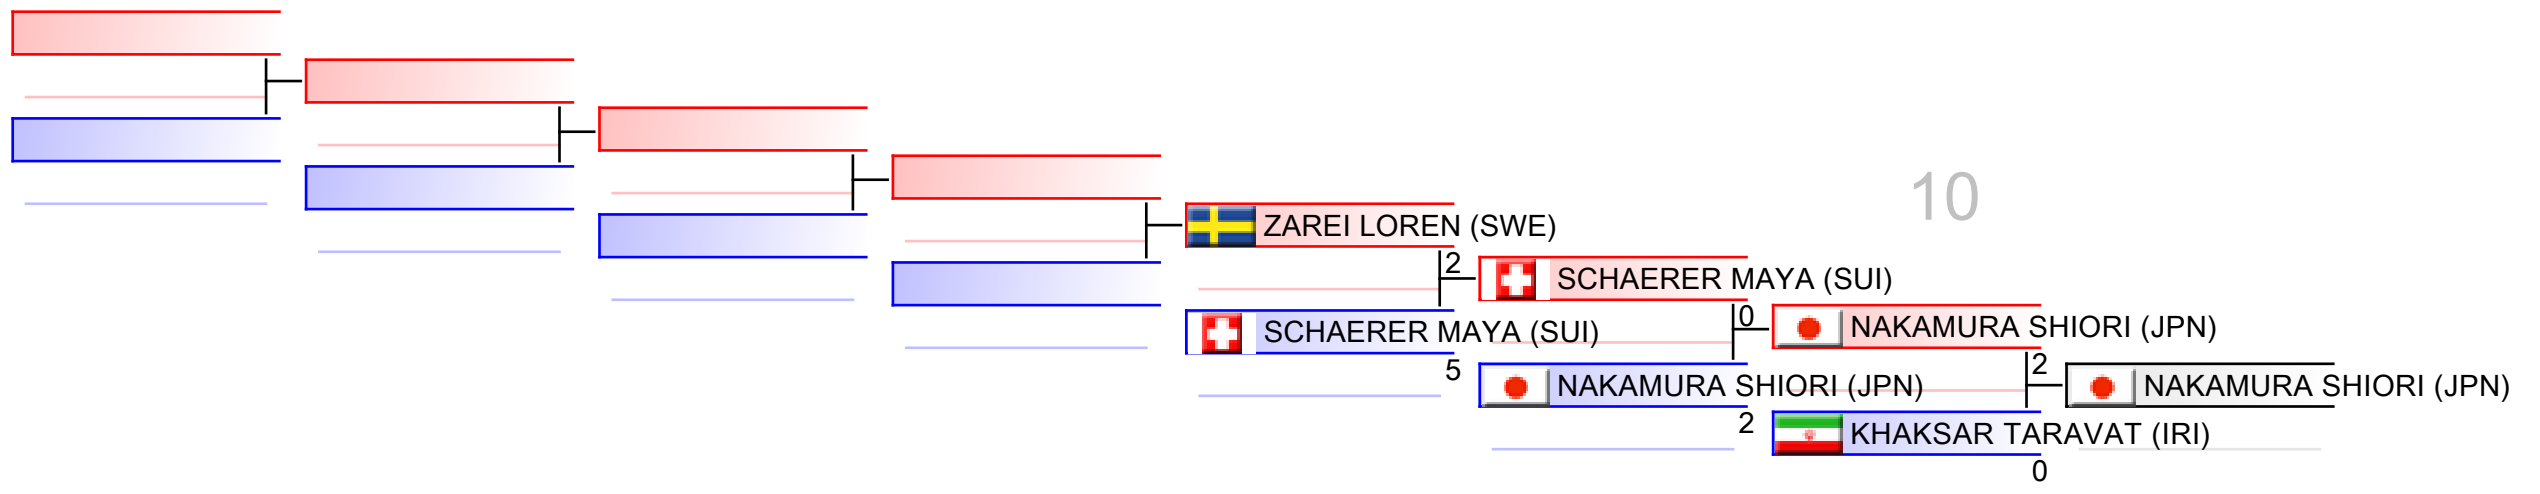 10
ZAREI LOREN (SWE)
2
SCHAERER MAYA (SUI)
0
SCHAERER MAYA (SUI)
NAKAMURA SHIORI (JPN)
5
2
NAKAMURA SHIORI (JPN)
NAKAMURA SHIORI (JPN)
2
KHAKSAR TARAVAT (IRI)
0